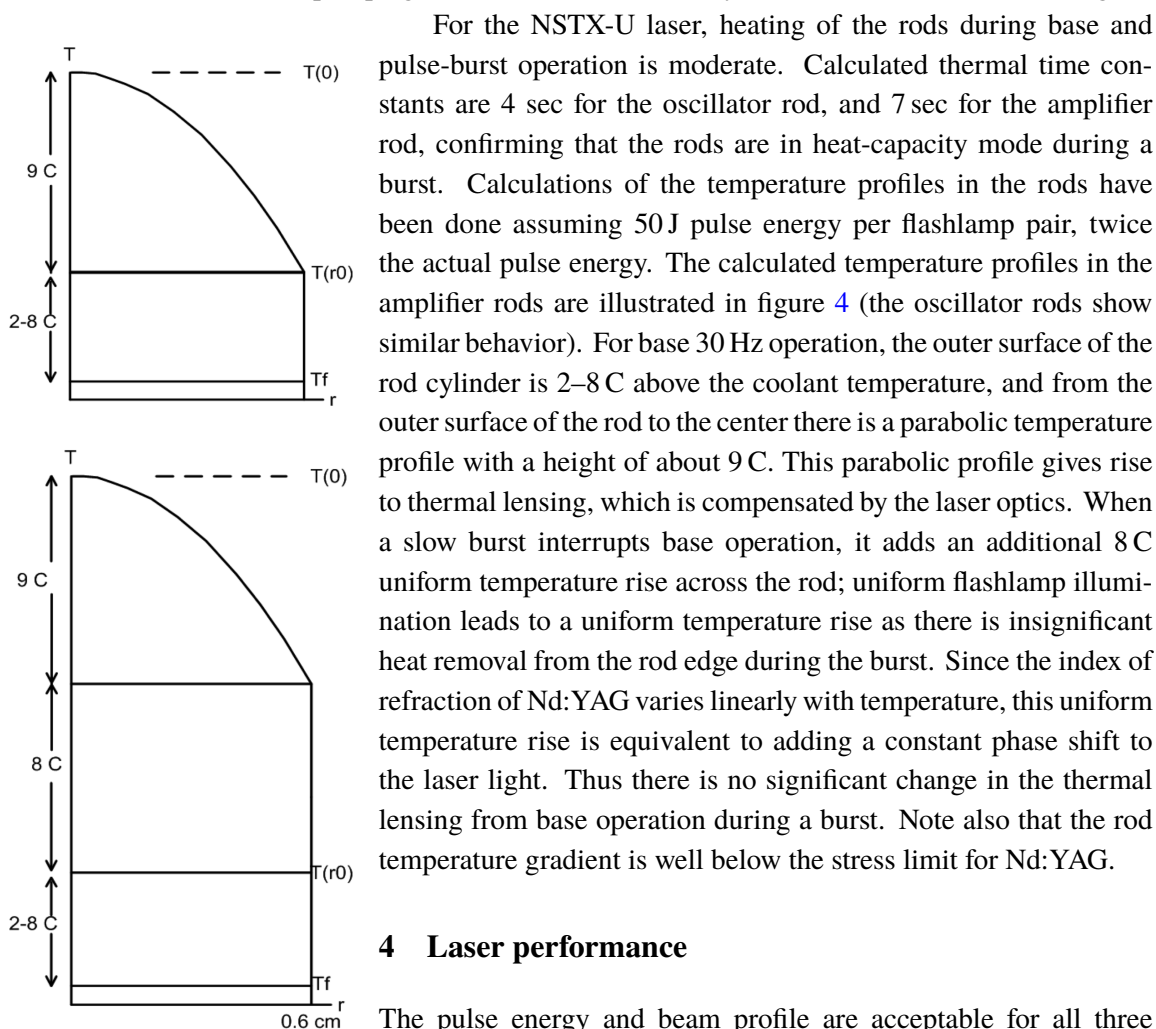 For the NSTX-U laser, heating of the rods during base and
pulse-burst operation is moderate. Calculated thermal time con-
stants are 4 sec for the oscillator rod, and 7 sec for the amplifier
rod, confirming that the rods are in heat-capacity mode during a
burst. Calculations of the temperature profiles in the rods have
been done assuming 50 J pulse energy per flashlamp pair, twice
the actual pulse energy. The calculated temperature profiles in the
amplifier rods are illustrated in figure 4 (the oscillator rods show
similar behavior). For base 30 Hz operation, the outer surface of the
rod cylinder is 2–8 C above the coolant temperature, and from the
outer surface of the rod to the center there is a parabolic temperature
profile with a height of about 9 C. This parabolic profile gives rise
to thermal lensing, which is compensated by the laser optics. When
a slow burst interrupts base operation, it adds an additional 8 C
uniform temperature rise across the rod; uniform flashlamp illumi-
nation leads to a uniform temperature rise as there is insignificant
heat removal from the rod edge during the burst. Since the index of
refraction of Nd:YAG varies linearly with temperature, this uniform
temperature rise is equivalent to adding a constant phase shift to
the laser light. Thus there is no significant change in the thermal
lensing from base operation during a burst. Note also that the rod
temperature gradient is well below the stress limit for Nd:YAG.
4 Laser performance
The pulse energy and beam profile are acceptable for all three
T
T(0)
9 C
T(r0)
2-8 C
Tf
r
T
T(0)
9 C
8 C
T(r0)
2-8 C
Tf
r
0.6 cm